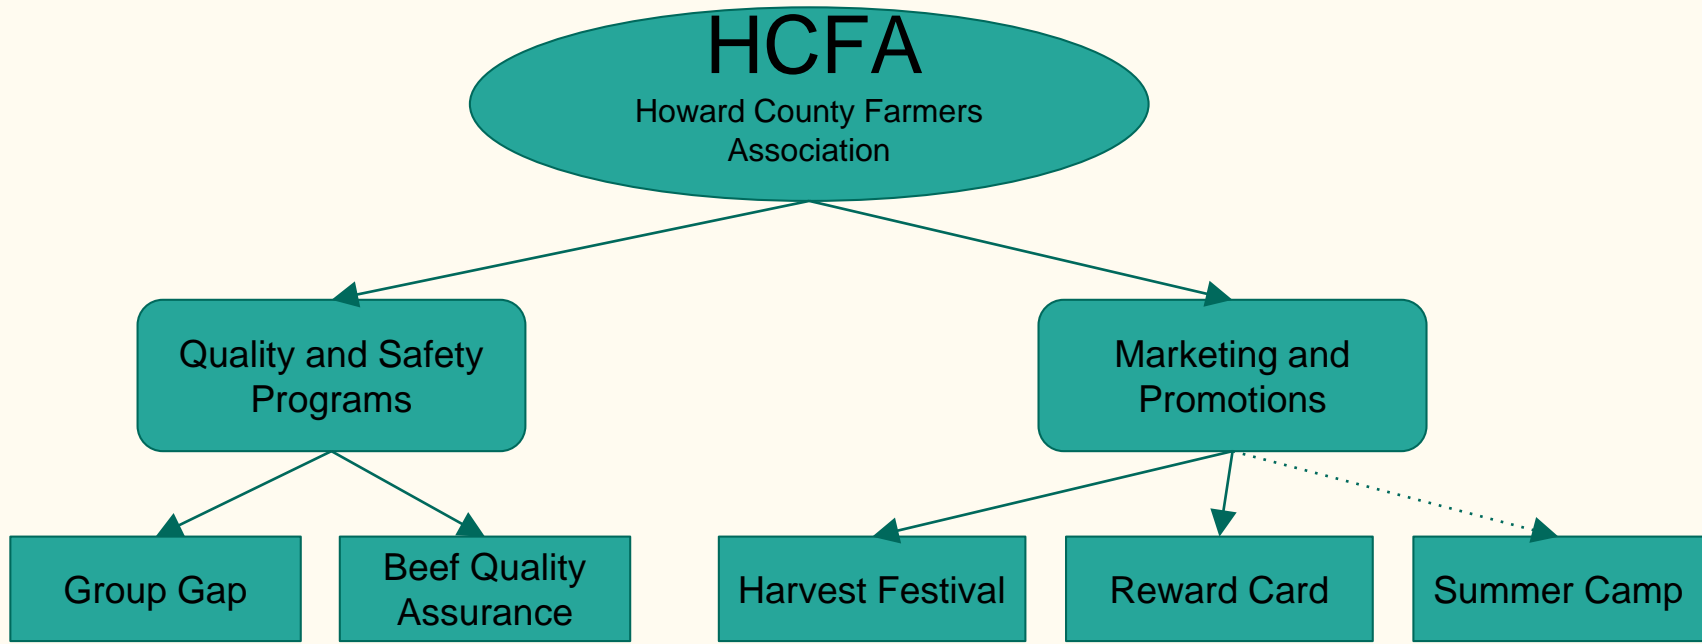 HCFA
Howard County Farmers
Association
Quality and Safety
Programs
Marketing and
Promotions
Group Gap
Beef Quality
Assurance
Harvest Festival
Reward Card
Summer Camp